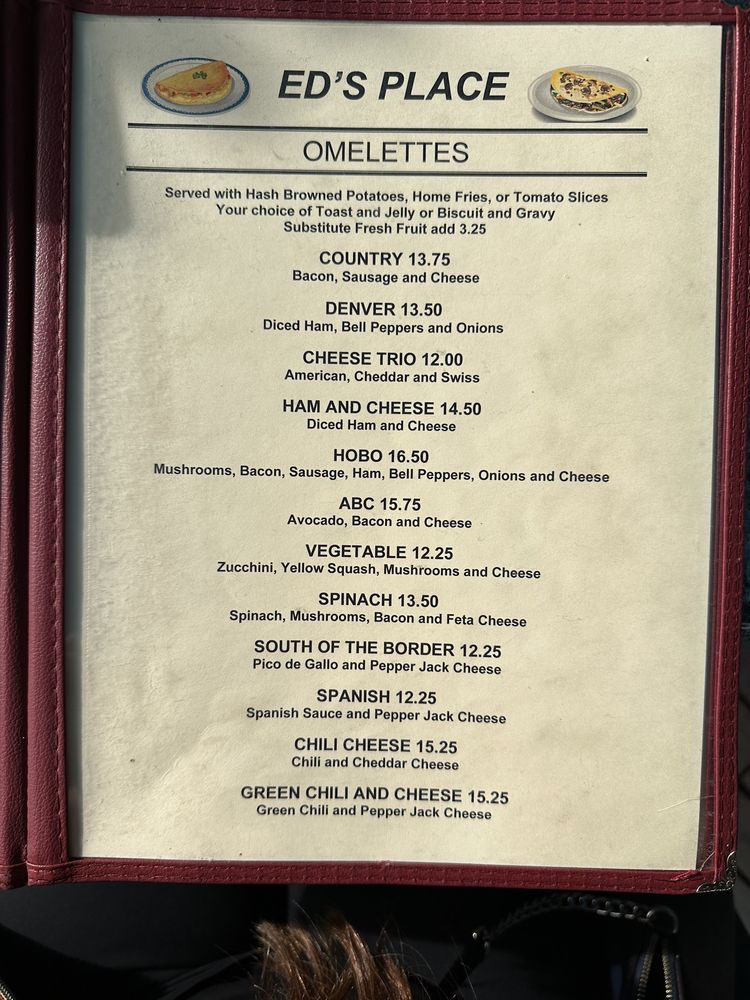 ED'S PLACE
OMELETTES
Served with Hash Browned Potatoes, Home Fries, or Tomato Slices
Your choice of Toast and Jelly or Biscuit and Gravy
Substitute Fresh Fruit add 3.25
COUNTRY 13.75
Bacon, Sausage and Cheese
DENVER 13.50
Diced Ham, Bell Peppers and Onions
CHEESE TRIO 12.00
American, Cheddar and Swiss
HAM AND CHEESE 14.50
Diced Ham and Cheese
HOBO 16.50
Mushrooms, Bacon, Sausage, Ham, Bell Peppers, Onions and Cheese
ABC 15.75
Avocado, Bacon and Cheese
VEGETABLE 12.25
Zucchini, Yellow Squash, Mushrooms and Cheese
SPINACH 13.50
Spinach, Mushrooms, Bacon and Feta Cheese
SOUTH OF THE BORDER 12.25
Pico de Gallo and Pepper Jack Cheese
SPANISH 12.25
Spanish Sauce and Pepper Jack Cheese
CHILI CHEESE 15.25
Chili and Cheddar Cheese
GREEN CHILI AND CHEESE 15.25
Green Chili and Pepper Jack Cheese